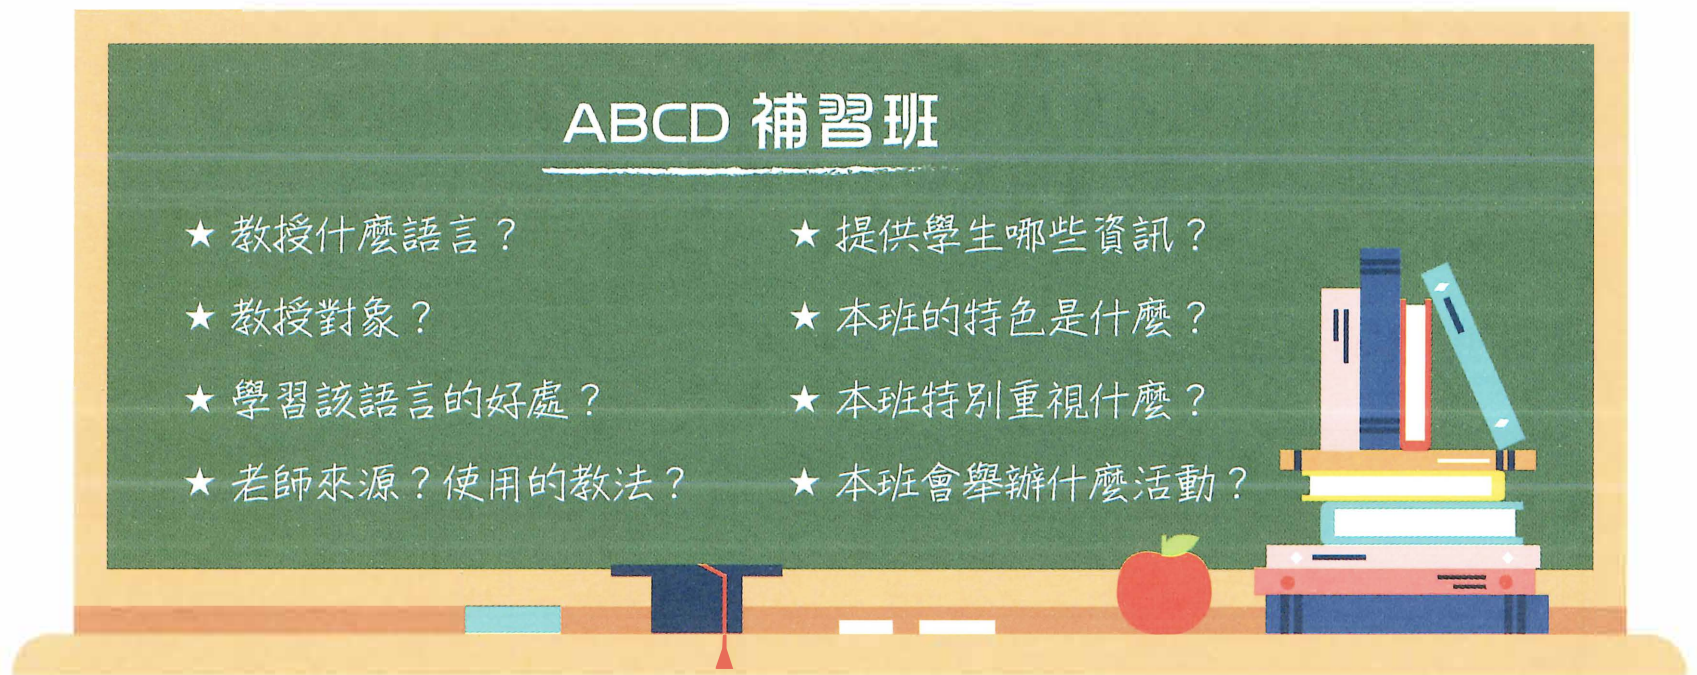 ABCD 補習班
★ 教授什麼語言？
★ 教授對象？
★ 學習該語言的好處？
★ 老師來源？使用的教法？
★ 提供學生哪些資訊？
★ 本班的特色是什麼？
★ 本班特別重視什麼？
★ 本班會舉辦什麼活動？